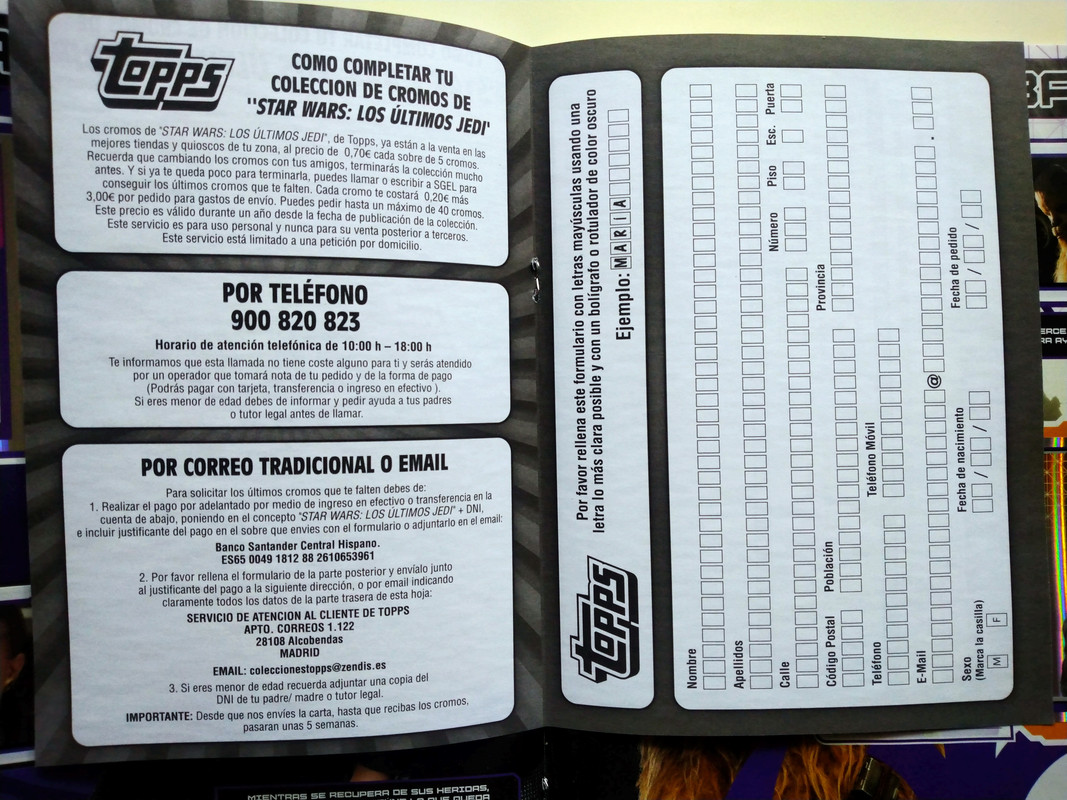 topps
COMO COMPLETAR TU
COLECCION DE CROMOS DE
"STAR WARS: LOS ÚLTIMOS JEDI"
Los cromos de "STAR WARS: LOS ÚLTIMOS JEDI", de Topps, ya están a la venta en las
mejores tiendas y quioscos de tu zona, al precio de 0,70€ cada sobre de 5 cromos.
Recuerda que cambiando los cromos con tus amigos, terminarás la colección mucho
antes. Y si ya te queda poco para terminarla, puedes llamar o escribir a SGEL para
conseguir los últimos cromos que te falten. Cada cromo te costará 0,20€ más
3,00€ por pedido para gastos de envío. Puedes pedir hasta un máximo de 40 cromos.
Este precio es válido durante un año desde la fecha de publicación de la colección.
Este servicio es para uso personal y nunca para su venta posterior a terceros.
Este servicio está limitado a una petición por domicilio.
POR TELÉFONO
900 820 823
Horario de atención telefónica de 10:00 h – 18:00 h
Te informamos que esta llamada no tiene coste alguno para ti y serás atendido
por un operador que tomará nota de tu pedido y de la forma de pago
(Podrás pagar con tarjeta, transferencia o ingreso en efectivo ).
Si eres menor de edad debes de informar y pedir ayuda a tus padres
o tutor legal antes de llamar.
POR CORREO TRADICIONAL O EMAIL
Para solicitar los últimos cromos que te falten debes de:
1. Realizar el pago por adelantado por medio de ingreso en efectivo o transferencia en la
cuenta de abajo, poniendo en el concepto "STAR WARS: LOS ÚLTIMOS JEDI" + DNI,
e incluir justificante del pago en el sobre que envies con el formulario o adjuntarlo en el email:
Banco Santander Central Hispano.
ES65 0049 1812 88 2610653961
2. Por favor rellena el formulario de la parte posterior y envíalo junto
al justificante del pago a la siguiente dirección, o por email indicando
claramente todos los datos de la parte trasera de esta hoja:
SERVICIO DE ATENCION AL CLIENTE DE TOPPS
APTO. CORREOS 1.122
28108 Alcobendas
MADRID
EMAIL: coleccionestopps@zendis.es
3. Si eres menor de edad recuerda adjuntar una copia del
DNI de tu padre/ madre o tutor legal.
IMPORTANTE: Desde que nos envíes la carta, hasta que recibas los cromos,
pasaran unas 5 semanas.
topps
Por favor rellena este formulario con letras mayúsculas usando una
letra lo más clara posible y con un bolígrafo o rotulador de color oscuro
Ejemplo: MARIA
Nombre
Apellidos
Calle Número Piso Esc. Puerta
Código Postal Población Provincia
Teléfono Teléfono Móvil
E-Mail @ .
Sexo
(Marca la casilla)
M F
Fecha de nacimiento / /
Fecha de pedido / /
MIENTRAS SE RECUPERA DE SUS HERIDAS,